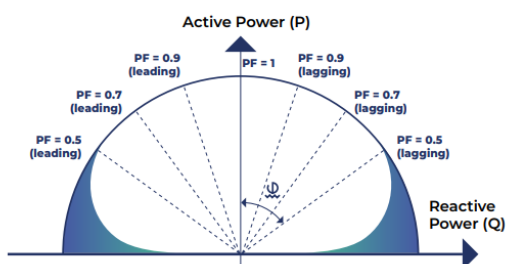 Active Power (P)
PF = 0.9
(leading)
PF = 1
PF = 0.9
(lagging)
PF = 0.7
(leading)
PF = 0.7
(lagging)
PF = 0.5
(leading)
PF = 0.5
(lagging)
φ
Reactive
Power (Q)